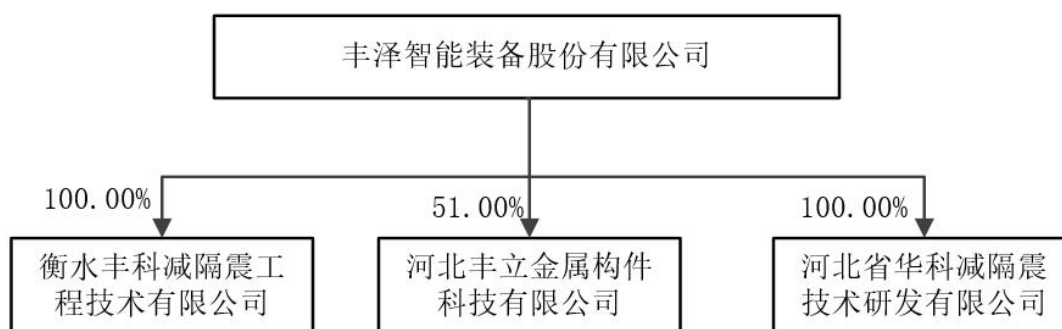 丰泽智能装备股份有限公司
100.00%
51.00%
100.00%
衡水丰科减隔震工
程技术有限公司
河北丰立金属构件
科技有限公司
河北省华科减隔震
技术研发有限公司